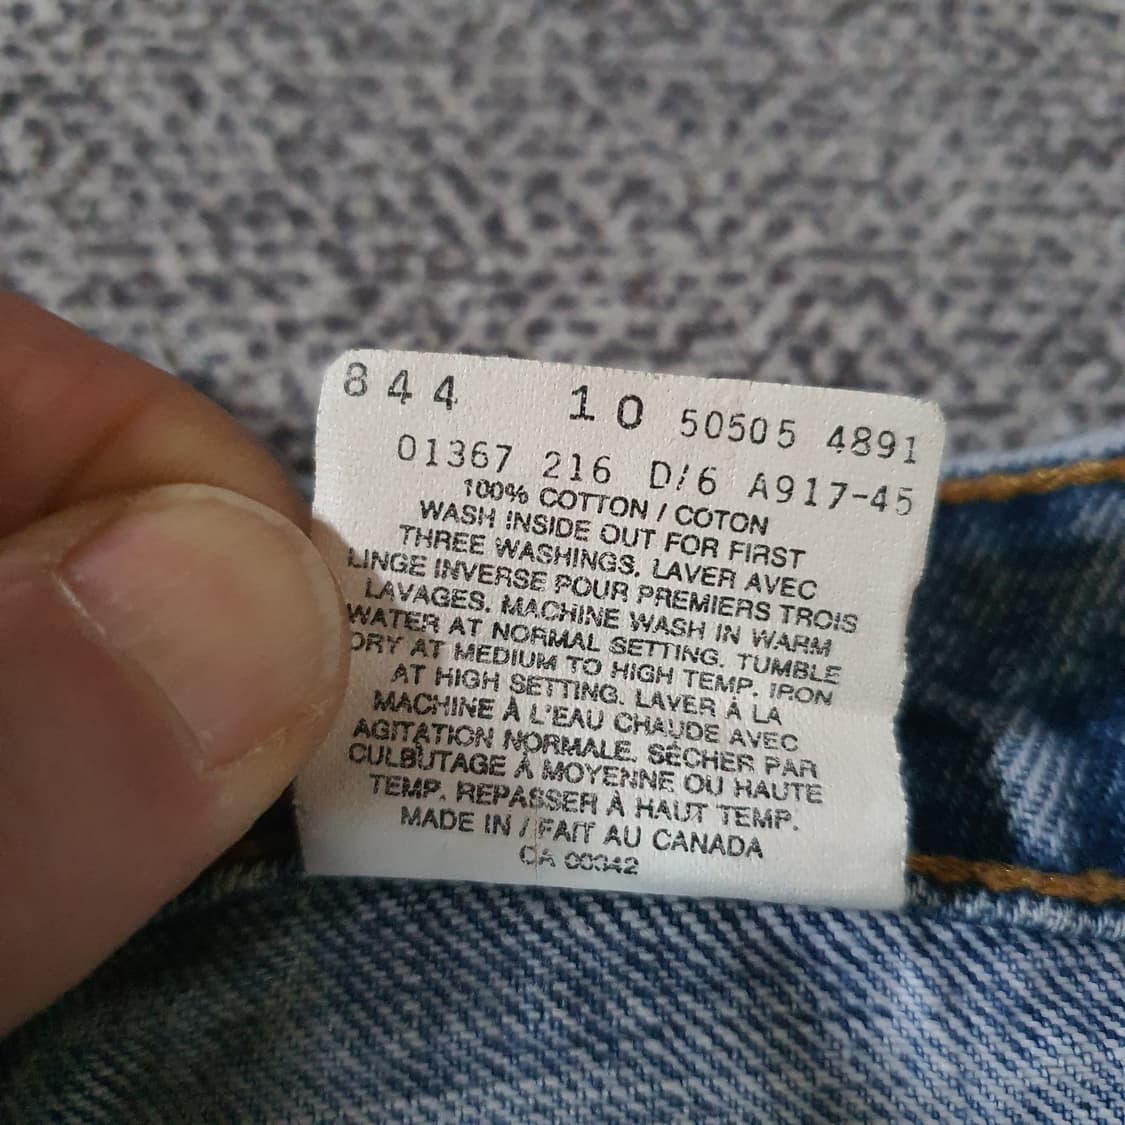 844 10 50505 4891
01367 216 D/6 A917-45
100% COTTON / COTON
WASH INSIDE OUT FOR FIRST
THREE WASHINGS. LAVER AVEC
LINGE INVERSE POUR PREMIERS TROIS
LAVAGES. MACHINE WASH IN WARM
WATER AT NORMAL SETTING. TUMBLE
DRY AT MEDIUM TO HIGH TEMP. IRON
AT HIGH SETTING. LAVER À LA
MACHINE À L'EAU CHAUDE AVEC
AGITATION NORMALE. SÉCHER PAR
CULBUTAGE À MOYENNE OU HAUTE
TEMP. REPASSER À HAUT TEMP.
MADE IN / FAIT AU CANADA
CA 00342